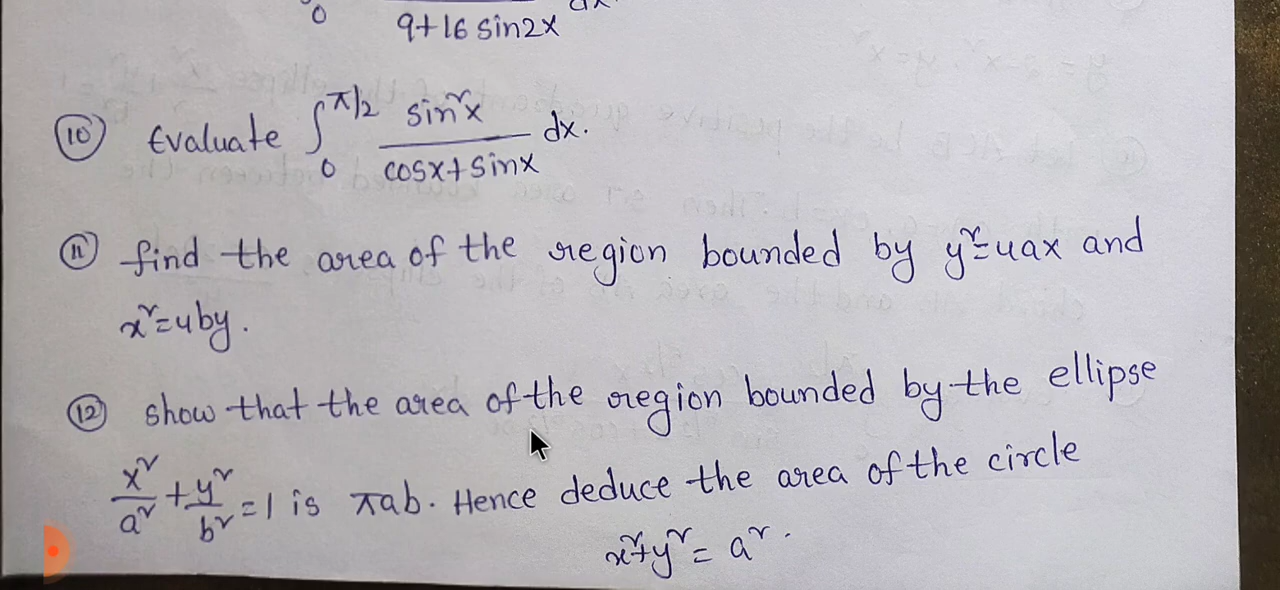 0 9+16 sin2x dx
⑩ Evaluate ∫₀^π/2 sin²x / (cosx+sinx) dx.
⑪ find the area of the region bounded by y²=4ax and
x²=4by.
⑫ show that the area of the region bounded by the ellipse
x²/a² + y²/b² = 1 is πab. Hence deduce the area of the circle
x²+y² = a².